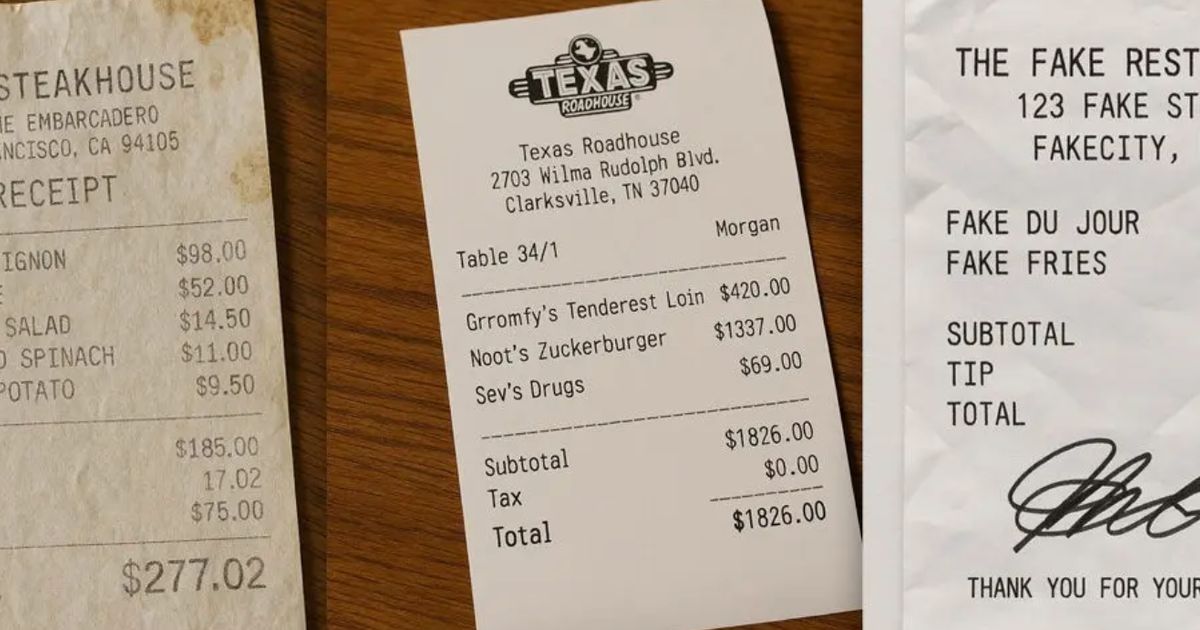 STEAKHOUSE
EMBARCADERO
CA 94105
RECEIPT
$98.00
$52.00
SALAD $14.50
SPINACH $11.00
POTATO $9.50
$185.00
17.02
$75.00
$277.02
TEXAS
ROADHOUSE
Texas Roadhouse
2703 Wilma Rudolph Blvd.
Clarksville, TN 37040
Morgan
Table 34/1
Grromfy's Tenderest Loin $420.00
Noot's Zuckerburger $1337.00
Sev's Drugs $69.00
Subtotal $1826.00
Tax $0.00
Total $1826.00
THE FAKE REST
123 FAKE ST
FAKECITY,
FAKE DU JOUR
FAKE FRIES
SUBTOTAL
TIP
TOTAL
THANK YOU FOR YOUR